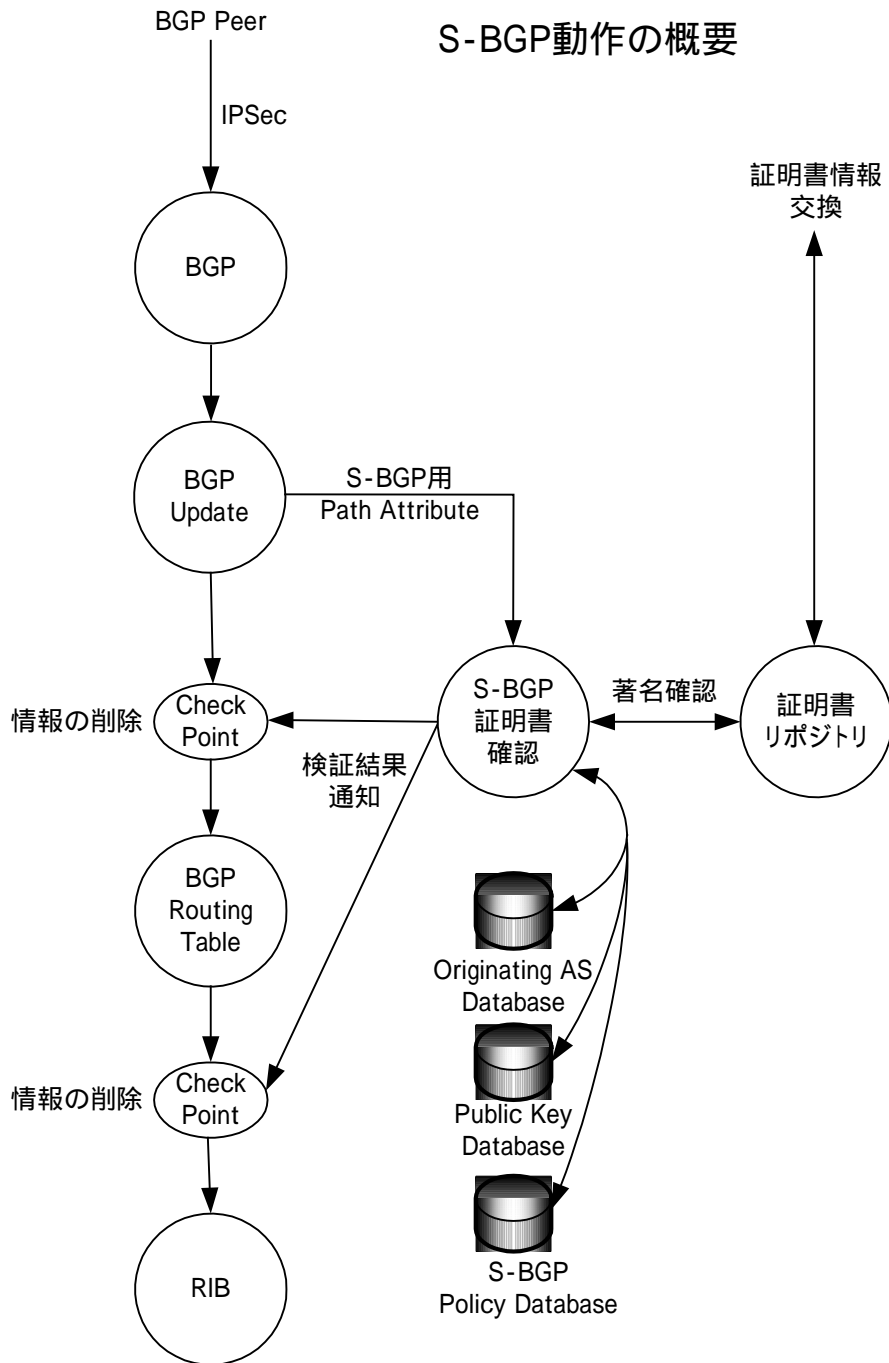 BGP Peer
S-BGP動作の概要
IPSec
証明書情報
交換
BGP
BGP
Update
S-BGP用
Path Attribute
情報の削除
Check
Point
S-BGP
証明書
確認
著名確認
証明書
リポジトリ
検証結果
通知
BGP
Routing
Table
Originating AS
Database
情報の削除
Check
Point
Public Key
Database
RIB
S-BGP
Policy Database